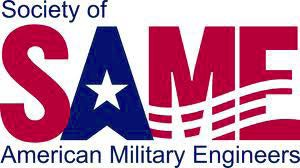 Society of
SAME
American Military Engineers